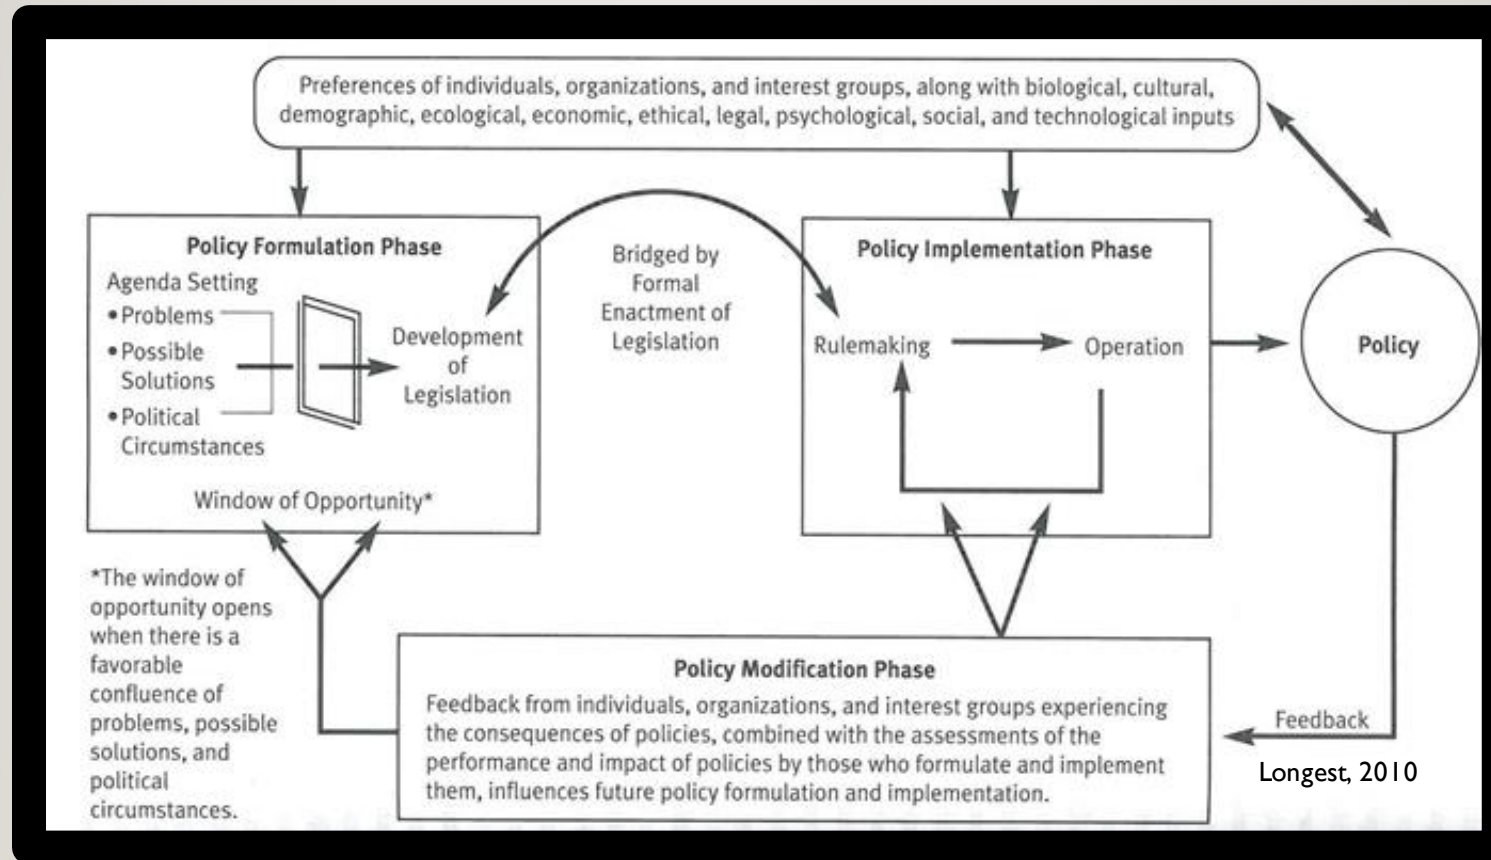 Preferences of individuals, organizations, and interest groups, along with biological, cultural,
demographic, ecological, economic, ethical, legal, psychological, social, and technological inputs
Policy Formulation Phase
Agenda Setting
• Problems
• Possible
Solutions
• Political
Circumstances
Development
of
Legislation
Window of Opportunity*
Bridged by
Formal
Enactment of
Legislation
Policy Implementation Phase
Rulemaking
Operation
Policy
*The window of
opportunity opens
when there is a
favorable
confluence of
problems, possible
solutions, and
political
circumstances.
Policy Modification Phase
Feedback from individuals, organizations, and interest groups experiencing
the consequences of policies, combined with the assessments of the
performance and impact of policies by those who formulate and implement
them, influences future policy formulation and implementation.
Feedback
Longest, 2010